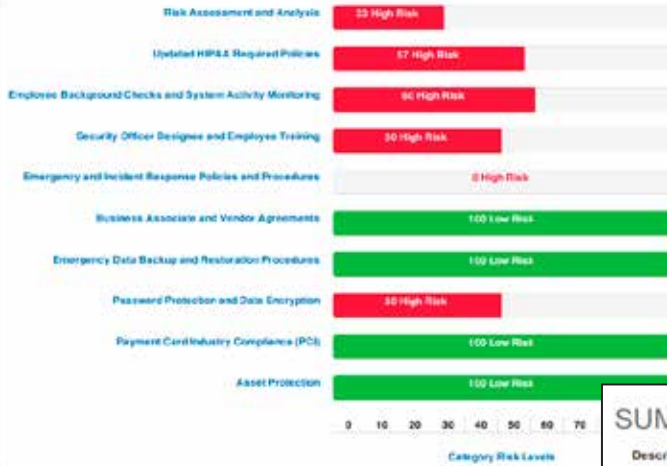 Risk Assessment and Analysis 33 High Risk
Updated HIPAA Required Policies 57 High Risk
Employee Background Checks and System Activity Monitoring 60 High Risk
Security Officer Designee and Employee Training 50 High Risk
Emergency and Incident Response Policies and Procedures 0 High Risk
Business Associate and Vendor Agreements 100 Low Risk
Emergency Data Backup and Restoration Procedures 100 Low Risk
Password Protection and Data Encryption 50 High Risk
Payment Card Industry Compliance (PCI) 100 Low Risk
Asset Protection 100 Low Risk
0 10 20 30 40 50 60 70
Category Risk Levels
SUM
Descr